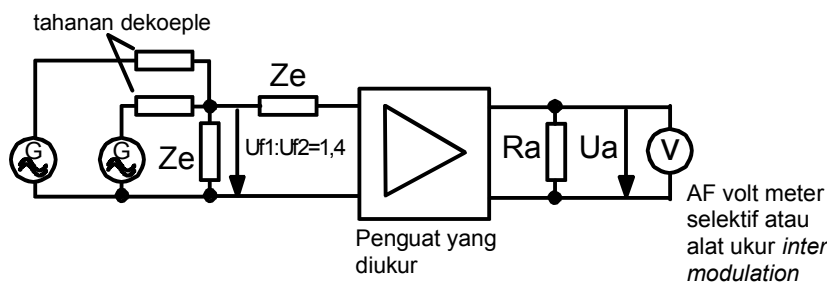 tahanan dekoeple
Ze
G
G
Ze
Uf1:Uf2=1,4
Ra
Ua
V
Penguat yang
diukur
AF volt meter
selektif atau
alat ukur inter
modulation